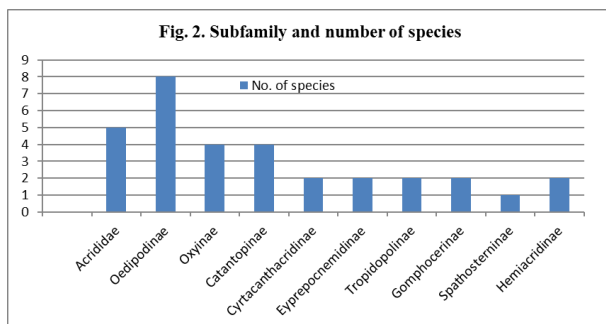 Fig. 2. Subfamily and number of species
No. of species
9
8
7
6
5
4
3
2
1
0
Acrididae
Oedipodinae
Oxyinae
Catantopinae
Cyrtacanthacridinae
Eyprepocnemidinae
Tropidopolinae
Gomphocerinae
Spathosterninae
Hemiacridinae